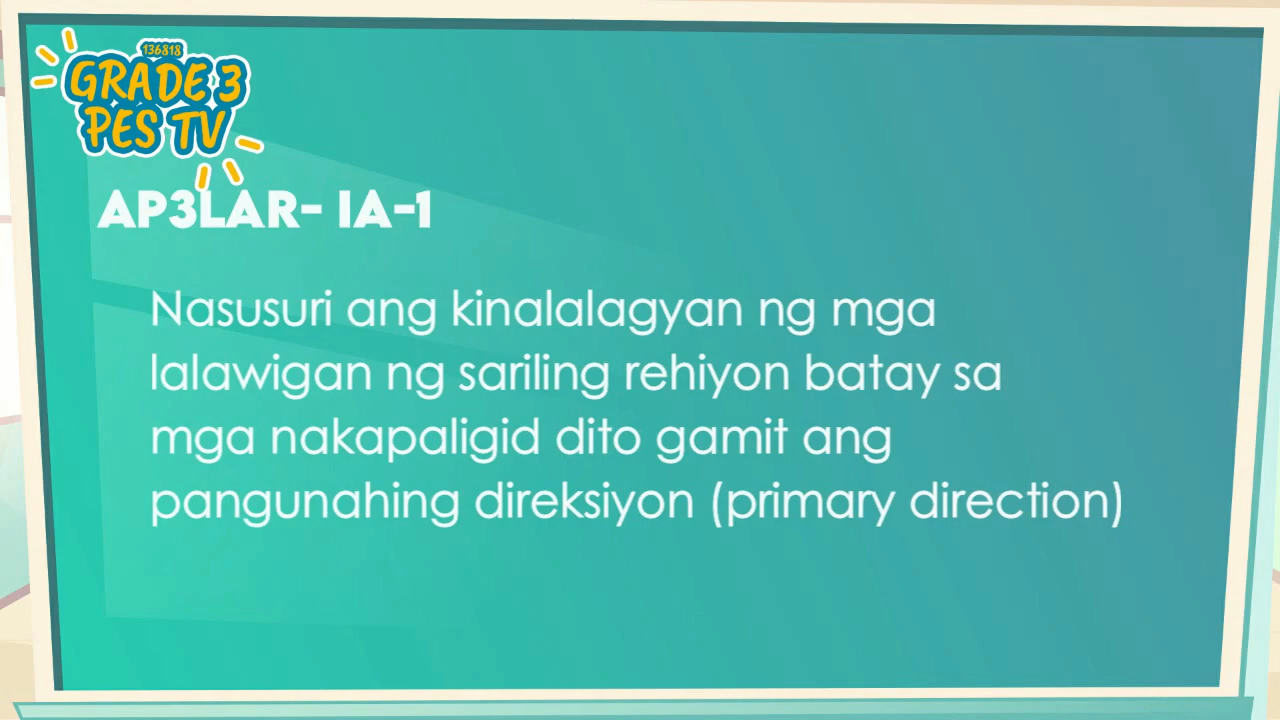 136818
GRADE 3
PES TV
AP3LAR- IA-1
Nasusuri ang kinalalagyan ng mga
lalawigan ng sariling rehiyon batay sa
mga nakapaligid dito gamit ang
pangunahing direksiyon (primary direction)